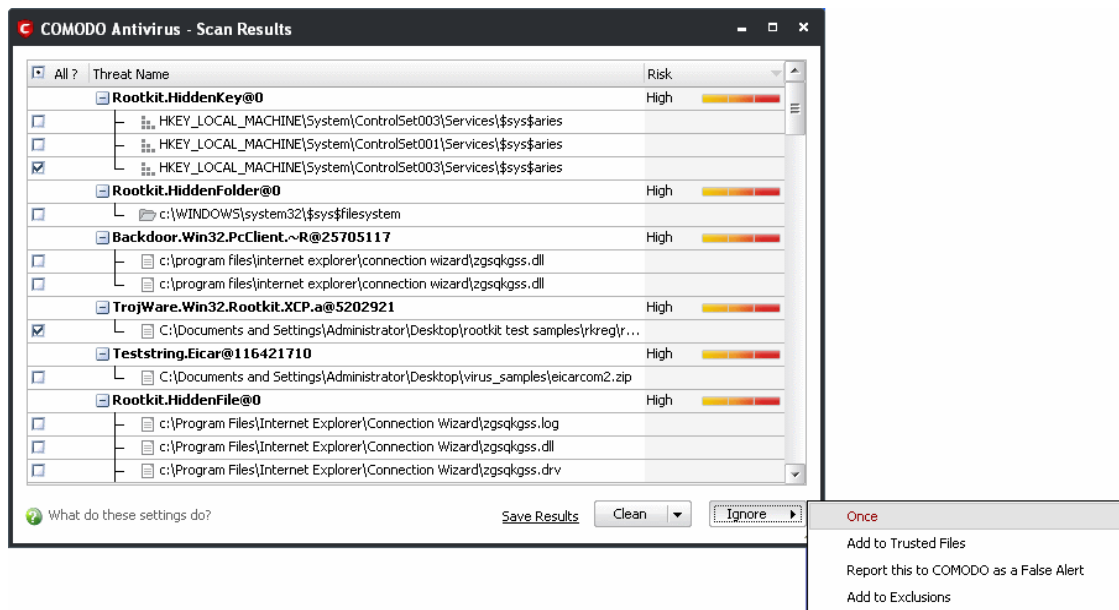 COMODO Antivirus - Scan Results
All ? Threat Name Risk
Rootkit.HiddenKey@0 High
HKEY_LOCAL_MACHINE\System\ControlSet003\Services\$sys$aries
HKEY_LOCAL_MACHINE\System\ControlSet001\Services\$sys$aries
HKEY_LOCAL_MACHINE\System\ControlSet003\Services\$sys$aries
Rootkit.HiddenFolder@0 High
c:\WINDOWS\system32\$sys$filesystem
Backdoor.Win32.PcClient.~R@25705117 High
c:\program files\internet explorer\connection wizard\zgsqkgss.dll
c:\program files\internet explorer\connection wizard\zgsqkgss.dll
TrojWare.Win32.Rootkit.XCP.a@5202921 High
C:\Documents and Settings\Administrator\Desktop\rootkit test samples\rkreg\r...
Teststring.Eicar@116421710 High
C:\Documents and Settings\Administrator\Desktop\virus_samples\eicarcom2.zip
Rootkit.HiddenFile@0 High
c:\Program Files\Internet Explorer\Connection Wizard\zgsqkgss.log
c:\Program Files\Internet Explorer\Connection Wizard\zgsqkgss.dll
c:\Program Files\Internet Explorer\Connection Wizard\zgsqkgss.drv
What do these settings do? Save Results Clean Ignore
Once
Add to Trusted Files
Report this to COMODO as a False Alert
Add to Exclusions